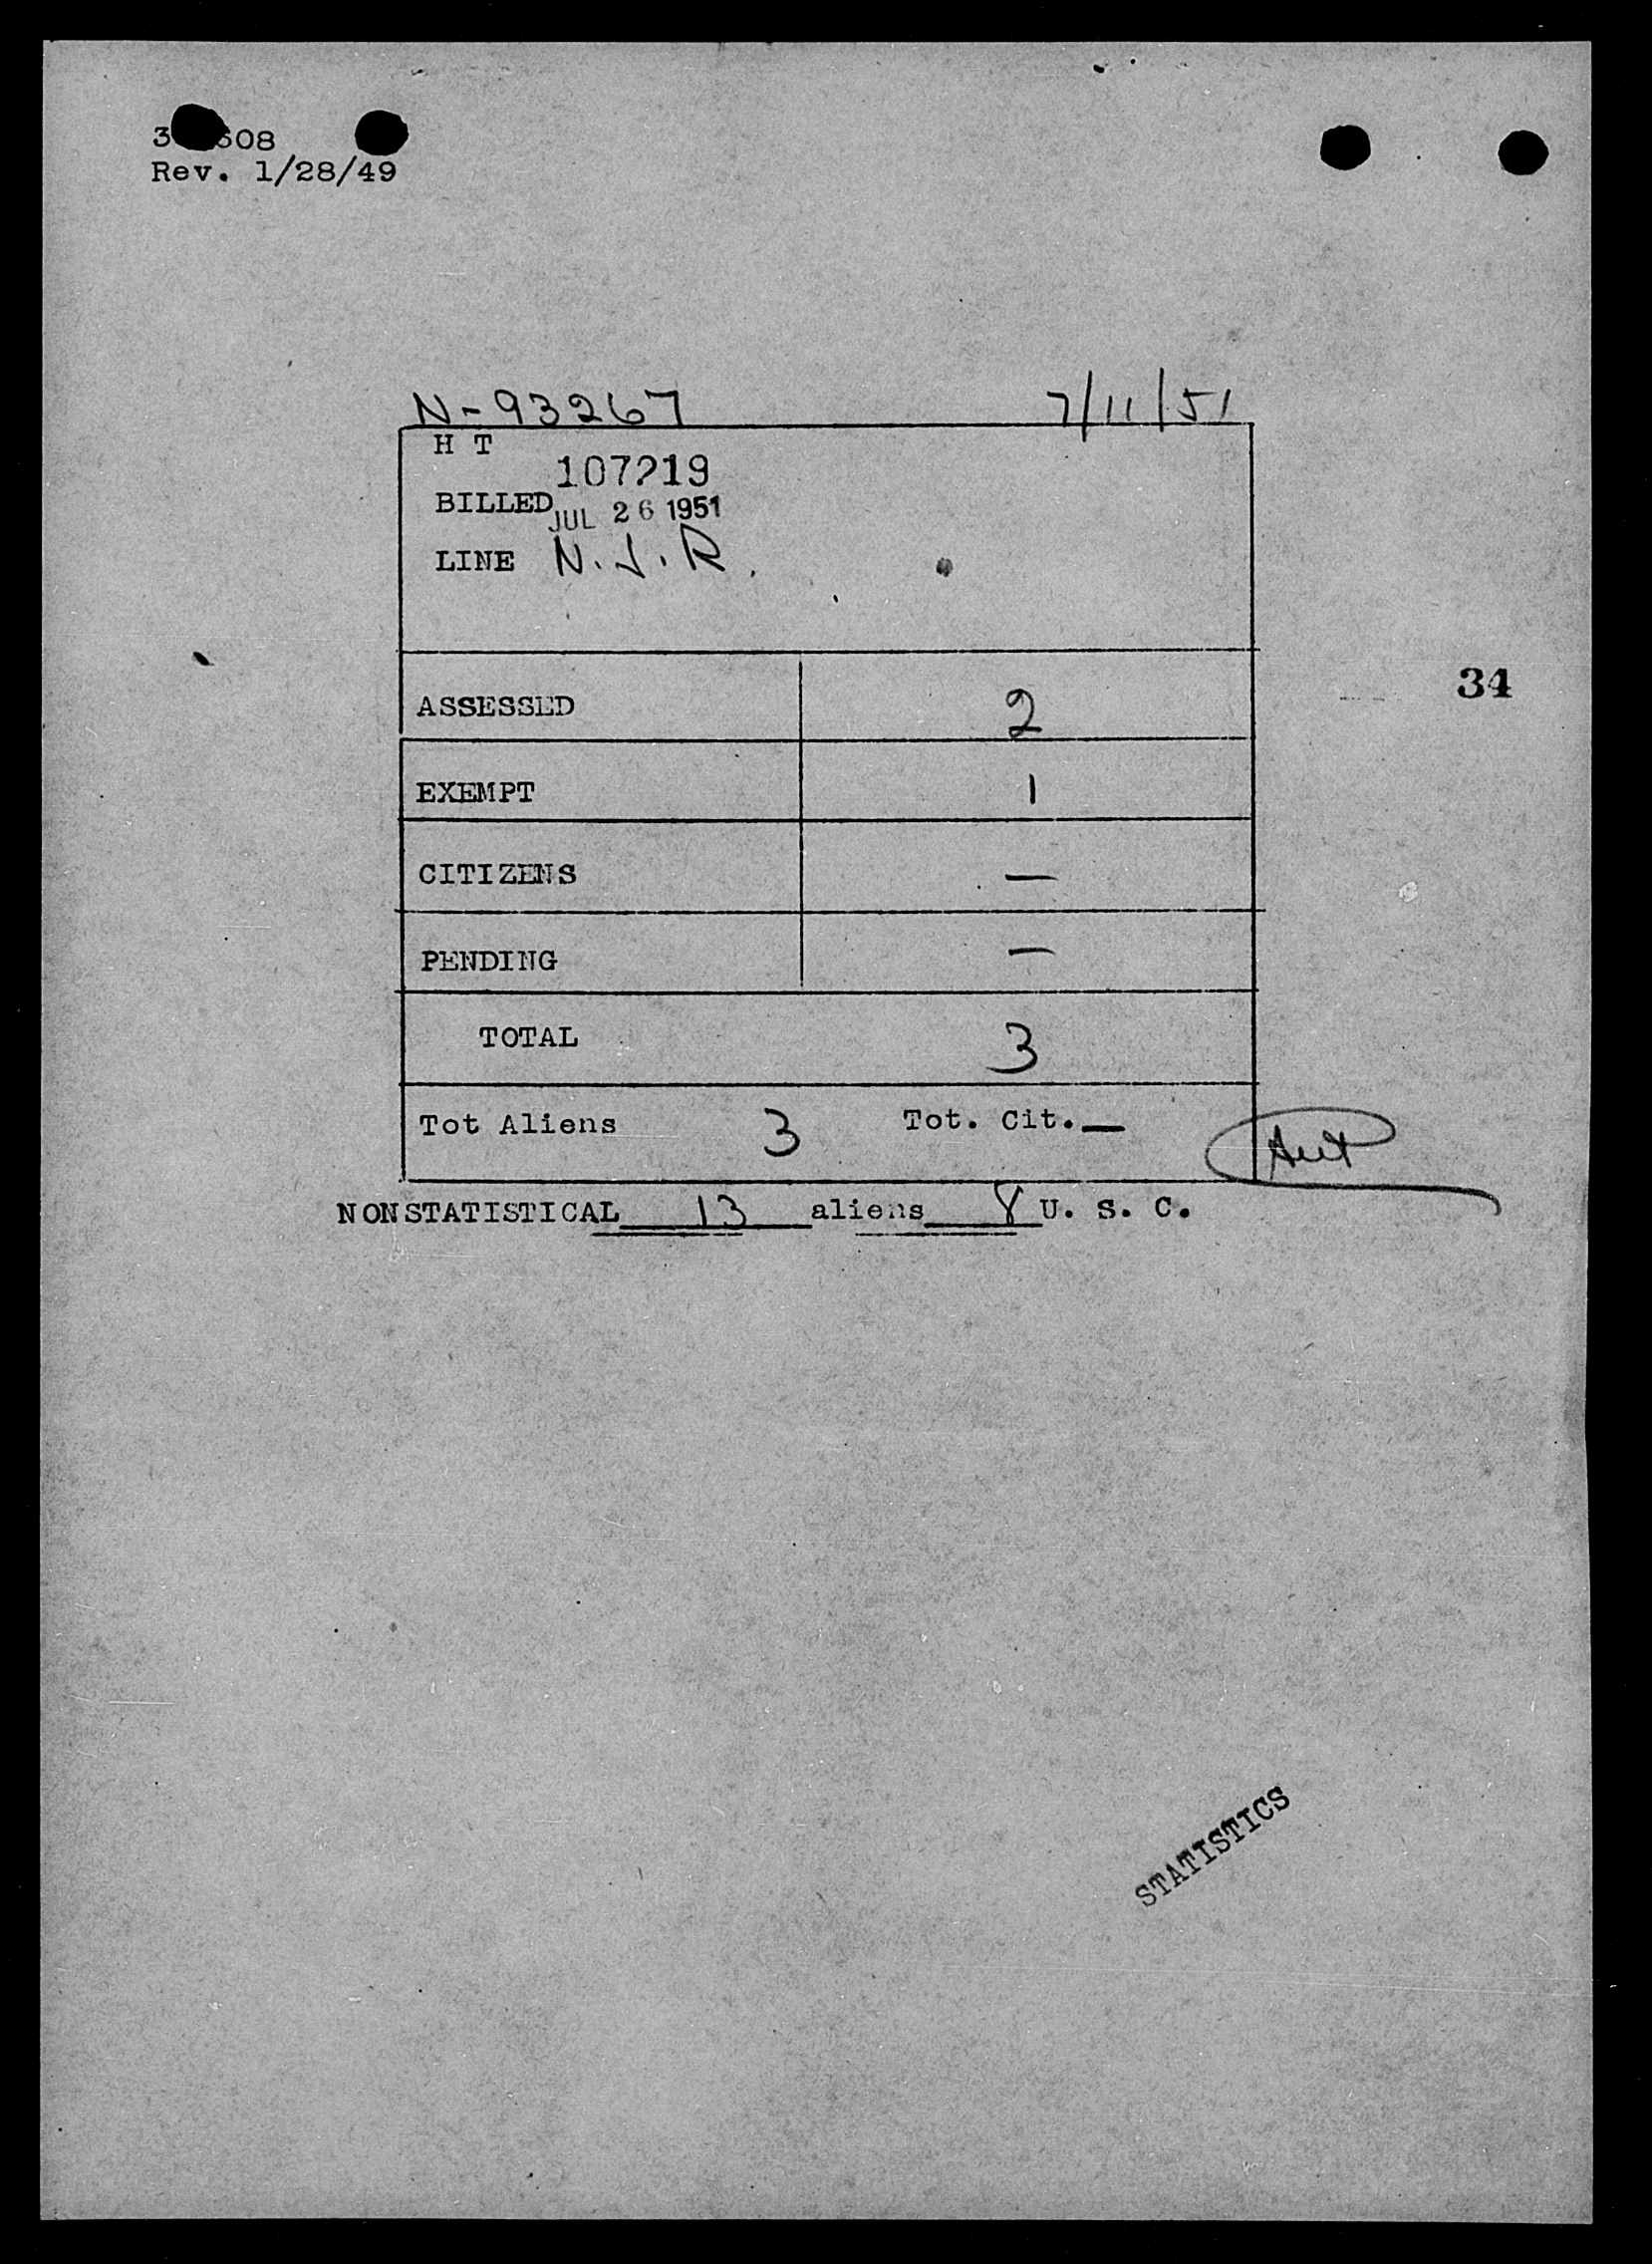 Rev. 1/28/49
N-93267 7/11/51
H T
107219
BILLED JUL 26 1951
LINE N.J.R.
34
ASSESSED 2
EXEMPT 1
CITIZENS —
PENDING —
TOTAL 3
Tot Aliens 3 Tot. Cit. —
NONSTATISTICAL 13 aliens 8 U. S. C.
STATISTICS